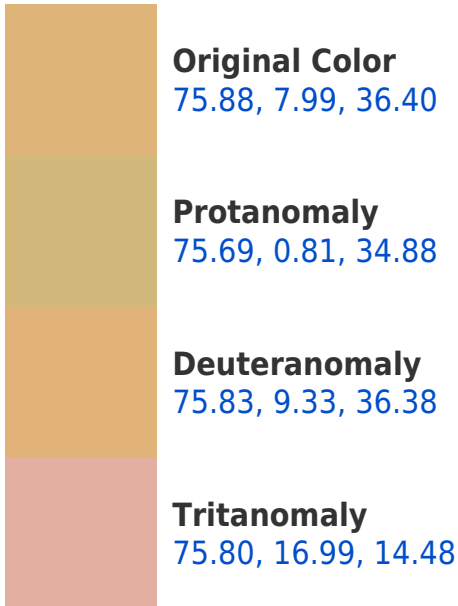 Original Color
75.88, 7.99, 36.40
Protanomaly
75.69, 0.81, 34.88
Deuteranomaly
75.83, 9.33, 36.38
Tritanomaly
75.80, 16.99, 14.48